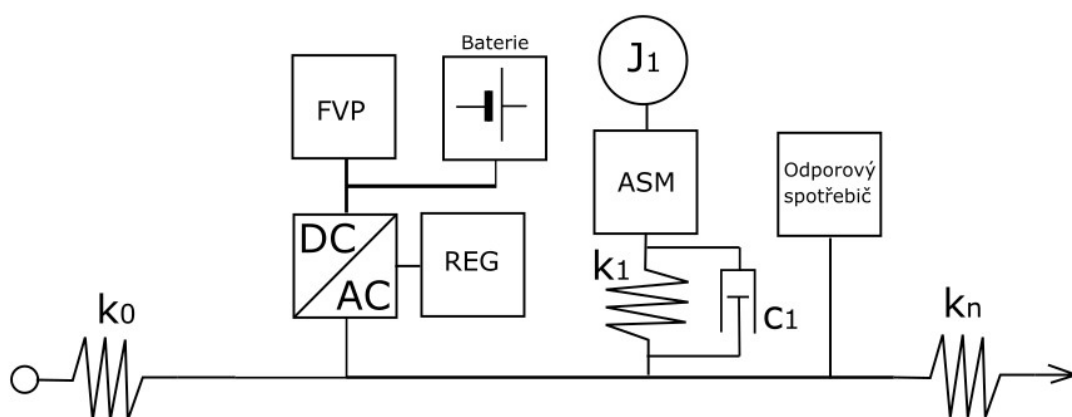 Baterie
J1
FVP
ASM
Odporový
spotřebič
DC
AC
REG
k1
c1
k0
kn